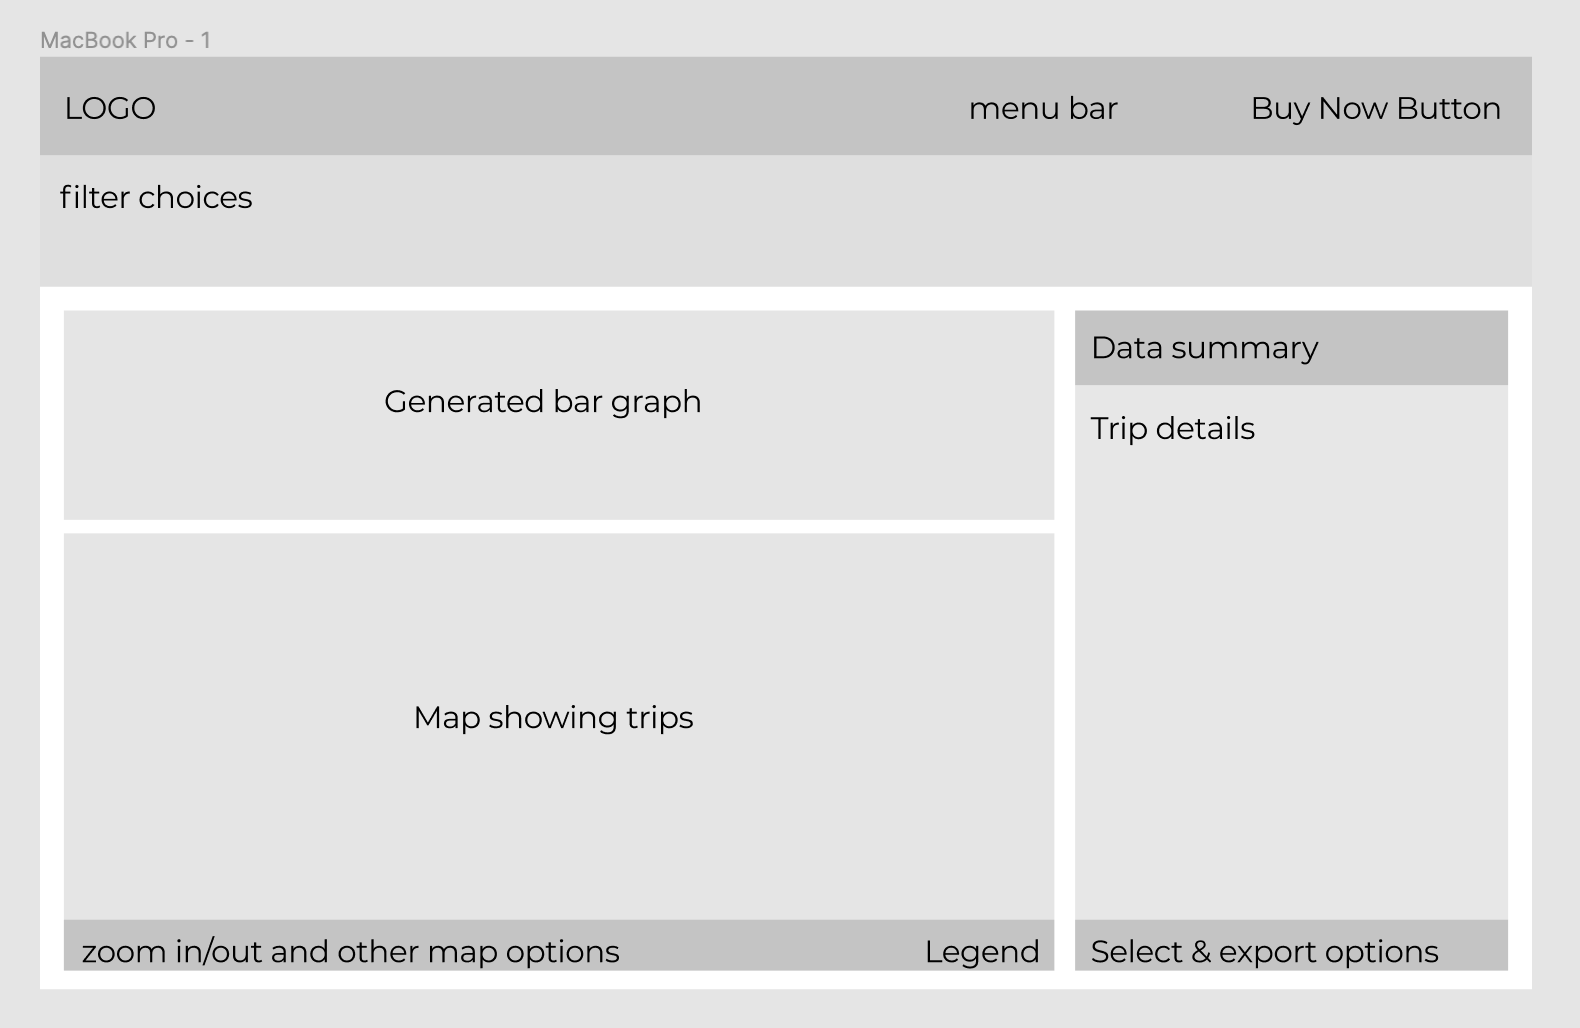 MacBook Pro - 1
LOGO
menu bar
Buy Now Button
filter choices
Generated bar graph
Map showing trips
zoom in/out and other map options
Legend
Data summary
Trip details
Select & export options